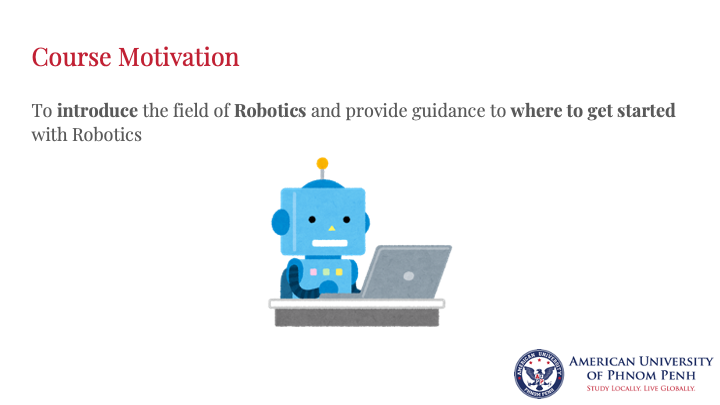 Course Motivation
To introduce the field of Robotics and provide guidance to where to get started
with Robotics
AMERICAN UNIVERSITY
PHNOM PENH
AMERICAN UNIVERSITY
OF PHNOM PENH
STUDY LOCALLY. LIVE GLOBALLY.